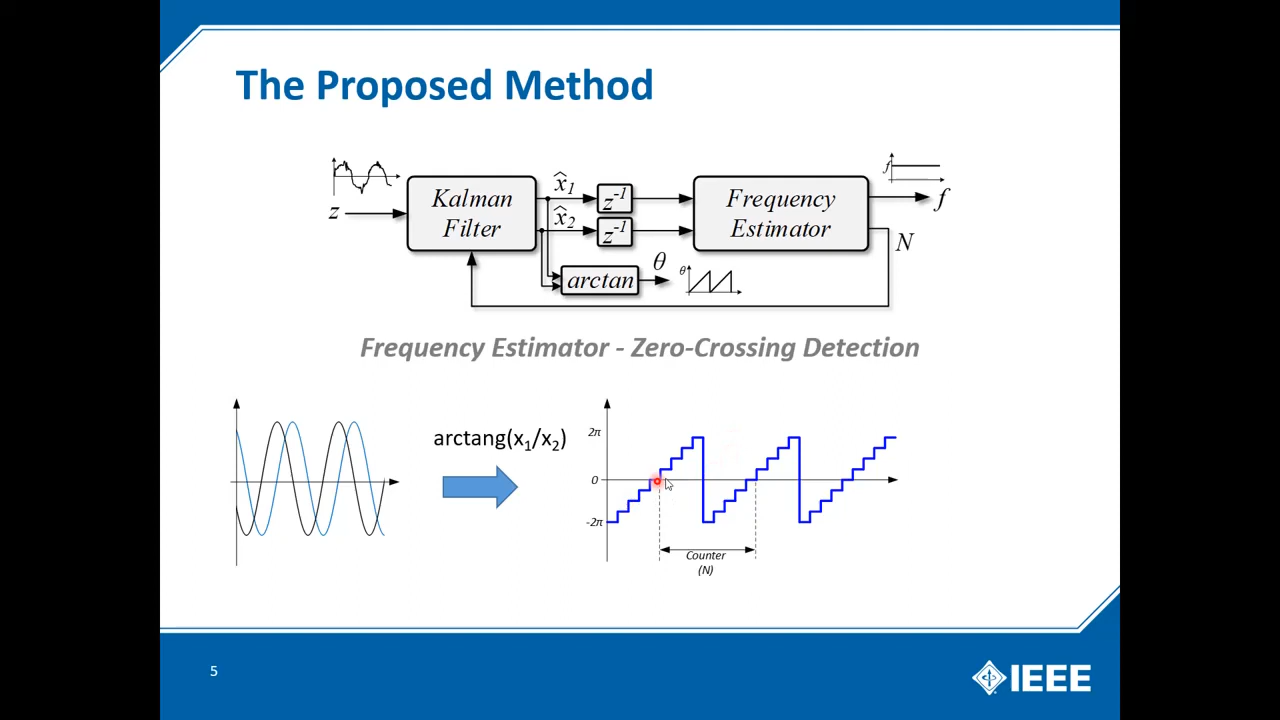 The Proposed Method
z
Kalman
Filter
x̂1
x̂2
z-1
z-1
Frequency
Estimator
f
f
N
arctan
θ
θ
Frequency Estimator - Zero-Crossing Detection
arctang(x1/x2)
2π
0
-2π
Counter
(N)
5
IEEE